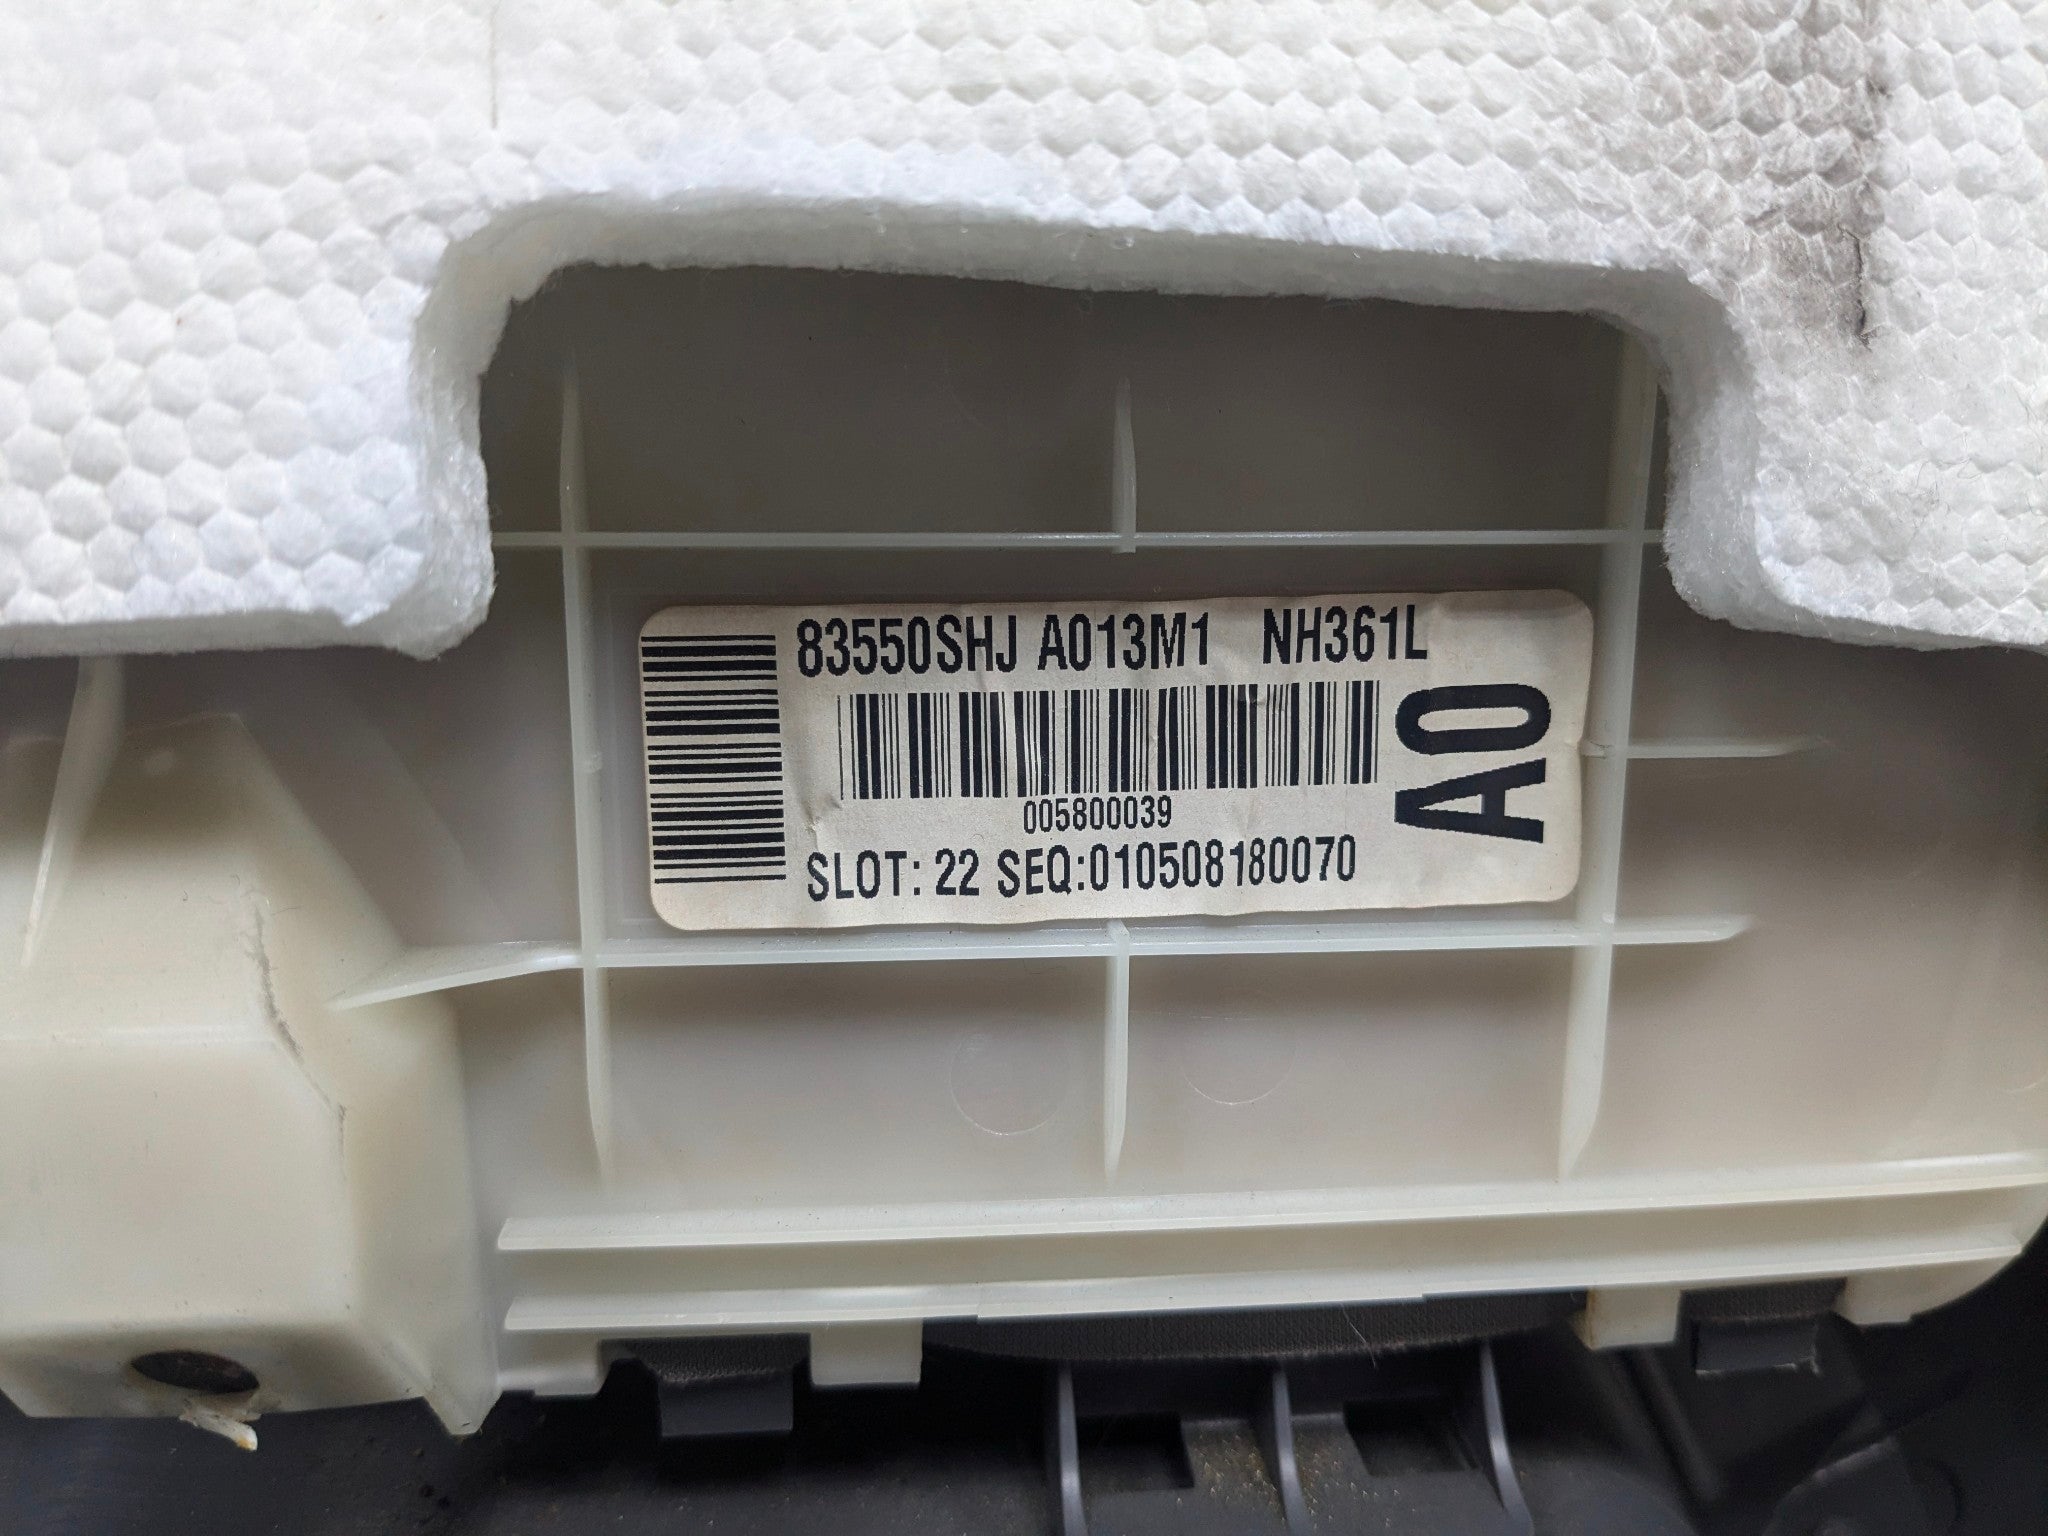 83550SHJ A013M1 NH361L
A0
005800039
SLOT: 22 SEQ:010508180070